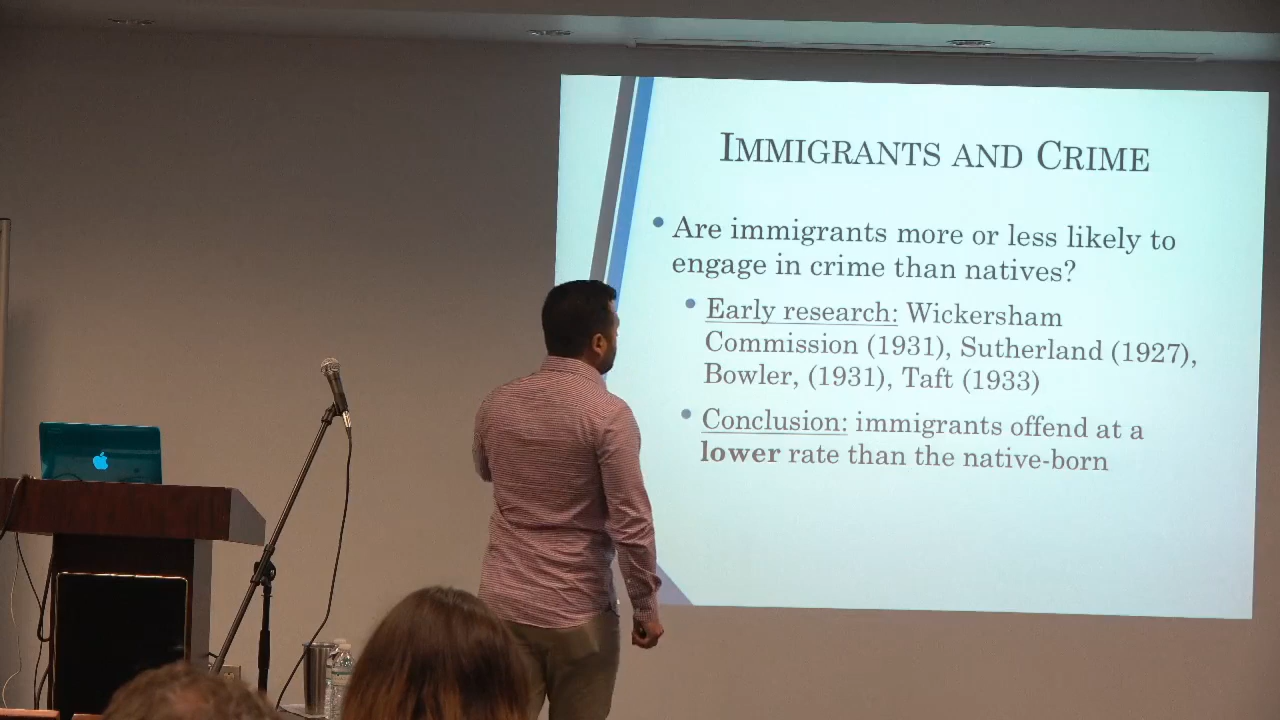 IMMIGRANTS AND CRIME
Are immigrants more or less likely to
engage in crime than natives?
Early research: Wickersham
Commission (1931), Sutherland (1927),
Bowler, (1931), Taft (1933)
Conclusion: immigrants offend at a
lower rate than the native-born